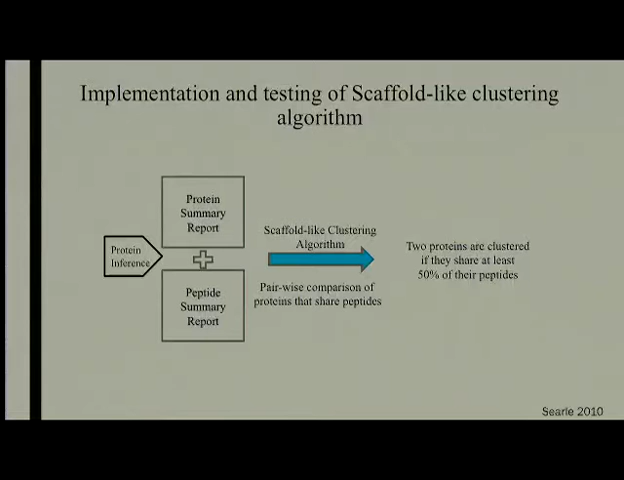 Implementation and testing of Scaffold-like clustering
algorithm
Protein
Summary
Report
Protein
Inference
Scaffold-like Clustering
Algorithm
Two proteins are clustered
if they share at least
50% of their peptides
Peptide
Summary
Report
Pair-wise comparison of
proteins that share peptides
Searle 2010